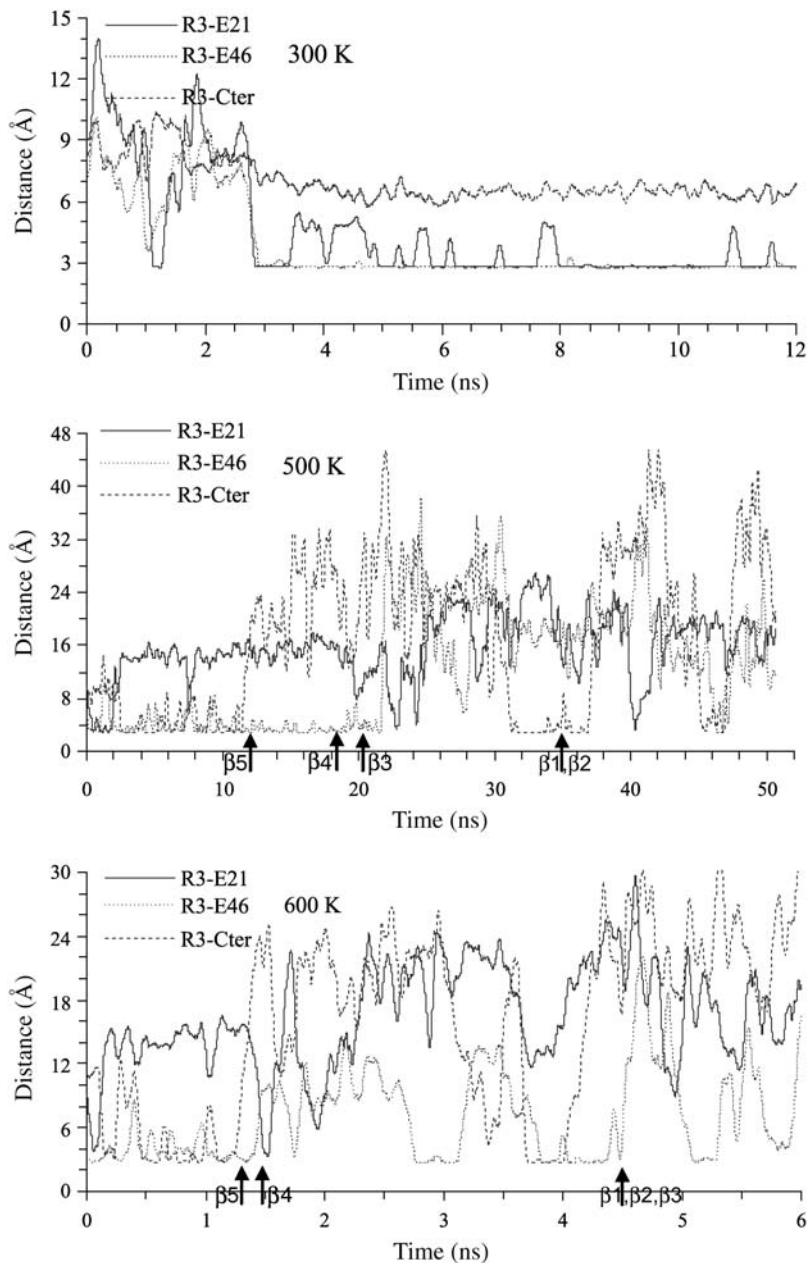 15
12
9
6
3
0
Distance (Å)
R3-E21
R3-E46
R3-Cter
300 K
0 2 4 6 8 10 12
Time (ns)
48
40
32
24
16
8
0
Distance (Å)
R3-E21
R3-E46
R3-Cter
500 K
β5 β4 β3 β1,β2
0 10 20 30 40 50
Time (ns)
30
24
18
12
6
0
Distance (Å)
R3-E21
R3-E46
R3-Cter
600 K
β5 β4 β1,β2,β3
0 1 2 3 4 5 6
Time (ns)